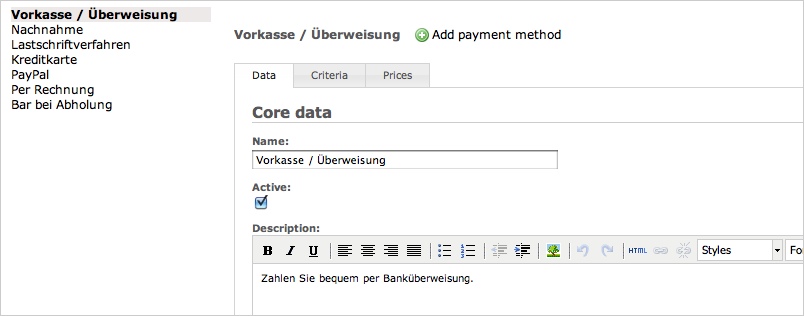 Vorkasse / Überweisung
Nachnahme
Lastschriftverfahren
Kreditkarte
PayPal
Per Rechnung
Bar bei Abholung
Vorkasse / Überweisung Add payment method
Data Criteria Prices
Core data
Name:
Vorkasse / Überweisung
Active:
Description:
B I U HTML Styles Fo
Zahlen Sie bequem per Banküberweisung.